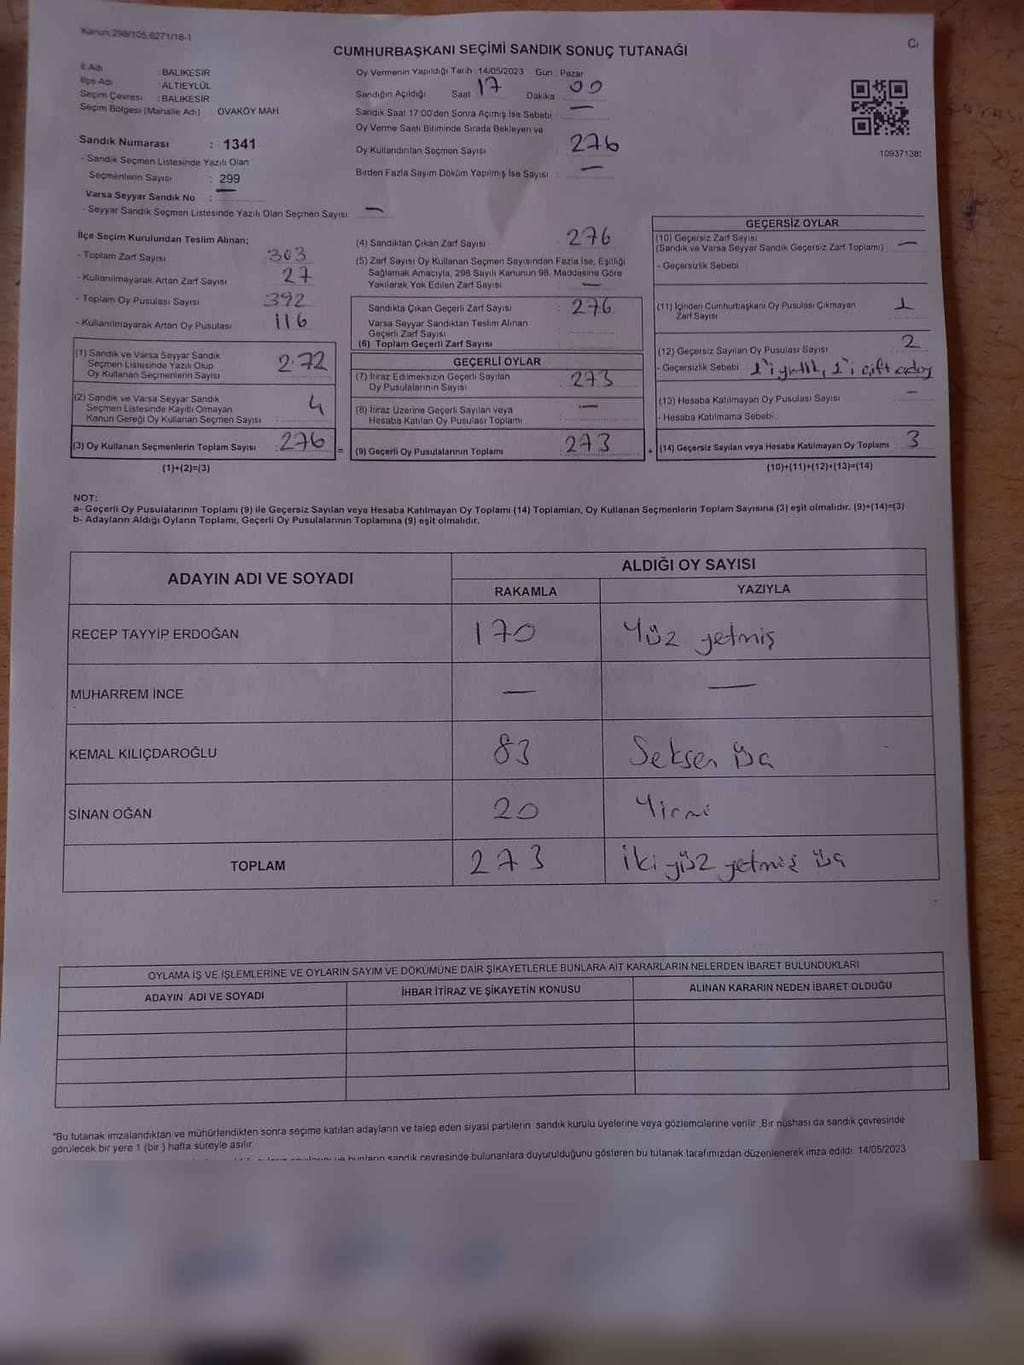 Kanun 298/105,6271/16-1
CUMHURBAŞKANI SEÇİMİ SANDIK SONUÇ TUTANAĞI
İl Adı : BALIKESİR
İlçe Adı : ALTIEYLÜL
Seçim Çevresi : BALIKESİR
Seçim Bölgesi (Mahalle Adı) OVAKÖY MAH.
Sandık Numarası : 1341
- Sandık Seçmen Listesinde Yazılı Olan
Seçmenlerin Sayısı : 299
Varsa Seyyar Sandık No : —
- Seyyar Sandık Seçmen Listesinde Yazılı Olan Seçmen Sayısı —
Oy Vermenin Yapıldığı Tarih :14/05/2023 Gün : Pazar
Sandığın Açıldığı Saat 17 Dakika 00
Sandık Saat 17:00'den Sonra Açılmış İse Sebebi —
Oy Verme Saati Bitiminde Sırada Bekleyen ve
Oy Kullandırılan Seçmen Sayısı 276
Birden Fazla Sayım Döküm Yapılmış İse Sayısı —
10937138
İlçe Seçim Kurulundan Teslim Alınan;
- Toplam Zarf Sayısı 303
- Kullanılmayarak Artan Zarf Sayısı 27
- Toplam Oy Pusulası Sayısı 392
- Kullanılmayarak Artan Oy Pusulası 116
(1) Sandık ve Varsa Seyyar Sandık
Seçmen Listesinde Yazılı Olup
Oy Kullanan Seçmenlerin Sayısı 272
(2) Sandık ve Varsa Seyyar Sandık
Seçmen Listesinde Kayıtlı Olmayan
Kanun Gereği Oy Kullanan Seçmen Sayısı 4
(3) Oy Kullanan Seçmenlerin Toplam Sayısı : 276
(1)+(2)=(3)
(4) Sandıktan Çıkan Zarf Sayısı 276
(5) Zarf Sayısı Oy Kullanan Seçmen Sayısından Fazla İse, Eşitliği
Sağlamak Amacıyla, 298 Sayılı Kanunun 98. Maddesine Göre
Yakılarak Yok Edilen Zarf Sayısı —
Sandıkta Çıkan Geçerli Zarf Sayısı : 276
Varsa Seyyar Sandıktan Teslim Alınan
Geçerli Zarf Sayısı
(6) Toplam Geçerli Zarf Sayısı
GEÇERLİ OYLAR
(7) İtiraz Edilmeksizin Geçerli Sayılan
Oy Pusulalarının Sayısı 273
(8) İtiraz Üzerine Geçerli Sayılan veya
Hesaba Katılan Oy Pusulası Toplamı —
= (9) Geçerli Oy Pusulalarının Toplamı : 273
GEÇERSİZ OYLAR
(10) Geçersiz Zarf Sayısı
(Sandık ve Varsa Seyyar Sandık Geçersiz Zarf Toplamı) —
- Geçersizlik Sebebi
(11) İçinden Cumhurbaşkanı Oy Pusulası Çıkmayan
Zarf Sayısı 1
(12) Geçersiz Sayılan Oy Pusulası Sayısı 2
- Geçersizlik Sebebi 1'i yırtık, 1'i çift aday
(13) Hesaba Katılmayan Oy Pusulası Sayısı —
- Hesaba Katılmama Sebebi
+ (14) Geçersiz Sayılan veya Hesaba Katılmayan Oy Toplamı 3
(10)+(11)+(12)+(13)=(14)
NOT:
a- Geçerli Oy Pusulalarının Toplamı (9) ile Geçersiz Sayılan veya Hesaba Katılmayan Oy Toplamı (14) Toplamları, Oy Kullanan Seçmenlerin Toplam Sayısına (3) eşit olmalıdır. (9)+(14)=(3)
b- Adayların Aldığı Oyların Toplamı, Geçerli Oy Pusulalarının Toplamına (9) eşit olmalıdır.
ADAYIN ADI VE SOYADI ALDIĞI OY SAYISI
RAKAMLA YAZIYLA
RECEP TAYYİP ERDOĞAN 170 Yüz yetmiş
MUHARREM İNCE — —
KEMAL KILIÇDAROĞLU 83 Seksen üç
SİNAN OĞAN 20 Yirmi
TOPLAM 273 İki yüz yetmiş üç
OYLAMA İŞ VE İŞLEMLERİNE VE OYLARIN SAYIM VE DÖKÜMÜNE DAİR ŞİKAYETLERLE BUNLARA AİT KARARLARIN NELERDEN İBARET BULUNDUKLARI
ADAYIN ADI VE SOYADI İHBAR İTİRAZ VE ŞİKAYETİN KONUSU ALINAN KARARIN NEDEN İBARET OLDUĞU
*Bu tutanak imzalandıktan ve mühürlendikten sonra seçime katılan adayların ve talep eden siyasi partilerin sandık kurulu üyelerine veya gözlemcilerine verilir .Bir nüshası da sandık çevresinde
görülecek bir yere 1 (bir ) hafta süreyle asılır.
bunların sandık çevresinde bulunanlara duyurulduğunu gösteren bu tutanak tarafımızdan düzenlenerek imza edildi. 14/05/2023